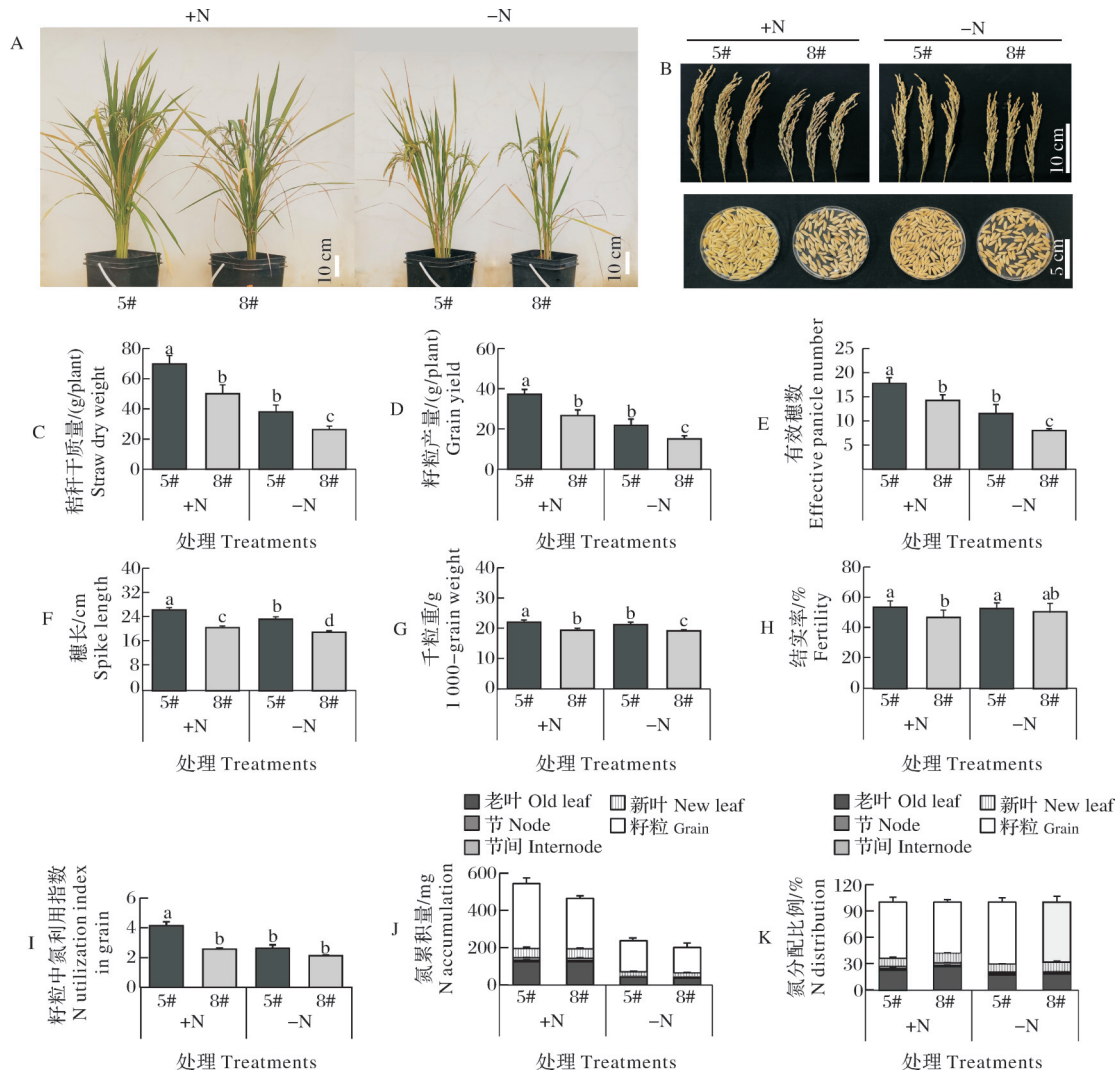 +N
−N
A
10 cm
10 cm
5#
8#
5#
8#
+N
−N
5#
8#
5#
8#
B
10 cm
5 cm
C
秸秆干质量/(g/plant)
Straw dry weight
80
60
40
20
0
a
b
b
c
5#
8#
5#
8#
+N
−N
处理 Treatments
D
籽粒产量/(g/plant)
Grain yield
60
40
20
0
a
b
b
c
5#
8#
5#
8#
+N
−N
处理 Treatments
E
有效穗数
Effective panicle number
25
20
15
10
5
a
b
b
c
5#
8#
5#
8#
+N
−N
处理 Treatments
F
穗长/cm
Spike length
40
32
24
16
8
0
a
c
b
d
5#
8#
5#
8#
+N
−N
处理 Treatments
G
千粒重/g
1 000−grain weight
40
30
20
10
0
a
b
a
c
5#
8#
5#
8#
+N
−N
处理 Treatments
H
结实率/%
Fertility
80
60
40
20
0
a
b
a
ab
5#
8#
5#
8#
+N
−N
处理 Treatments
I
籽粒中氮利用指数
N utilization index
in grain
6
4
2
0
a
b
b
b
5#
8#
5#
8#
+N
−N
处理 Treatments
老叶 Old leaf
新叶 New leaf
节 Node
籽粒 Grain
节间 Internode
J
氮累积量/mg
N accumulation
600
400
200
0
5#
8#
5#
8#
+N
−N
处理 Treatments
老叶 Old leaf
新叶 New leaf
节 Node
籽粒 Grain
节间 Internode
K
氮分配比例/%
N distribution
120
90
60
30
0
5#
8#
5#
8#
+N
−N
处理 Treatments